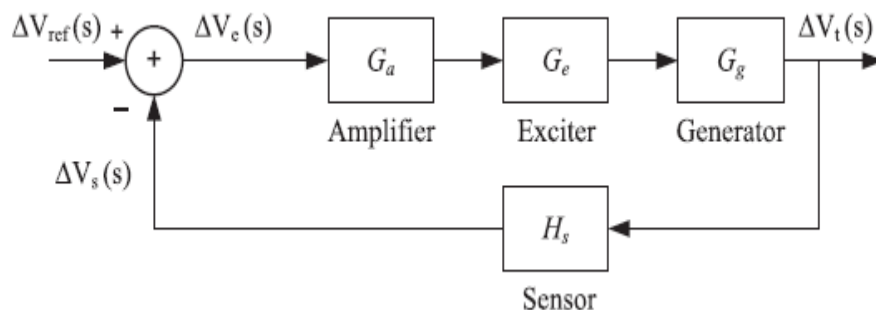 ΔV_ref(s) + ΔV_e(s) ΔV_t(s)
+ G_a G_e G_g
−
Amplifier Exciter Generator
ΔV_s(s)
H_s
Sensor